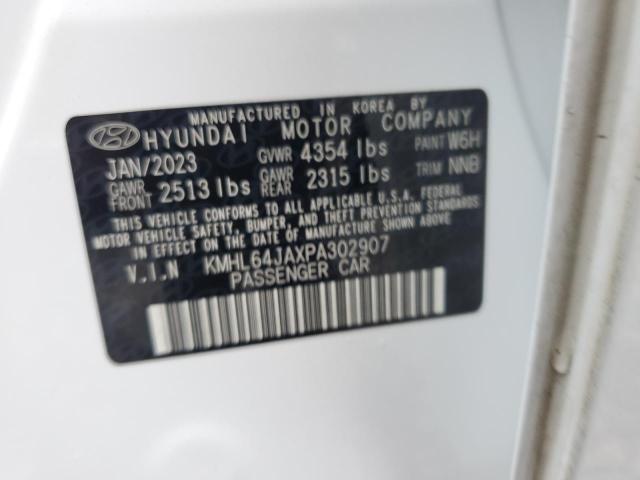 MANUFACTURED IN KOREA BY
HYUNDAI MOTOR COMPANY
JAN/2023 GVWR 4354 lbs PAINT W6H
GAWR FRONT 2513 lbs GAWR REAR 2315 lbs TRIM NNB
THIS VEHICLE CONFORMS TO ALL APPLICABLE U.S.A. FEDERAL
MOTOR VEHICLE SAFETY, BUMPER, AND THEFT PREVENTION
STANDARDS IN EFFECT ON THE DATE OF MANUFACTURE SHOWN ABOVE.
V.I.N KMHL64JAXPA302907
PASSENGER CAR